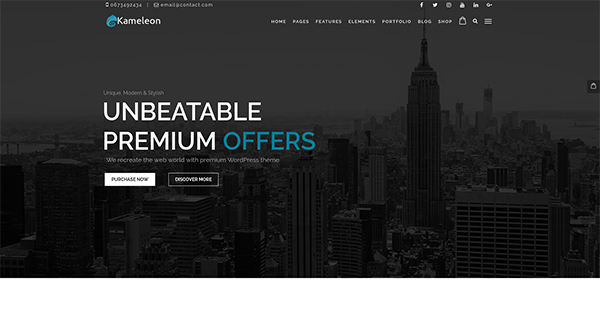 0673492434 | email@contact.com
Kameleon
HOME PAGES FEATURES ELEMENTS PORTFOLIO BLOG SHOP
Unique, Modern & Stylish
UNBEATABLE
PREMIUM OFFERS
We recreate the web world with premium WordPress theme
PURCHASE NOW DISCOVER MORE